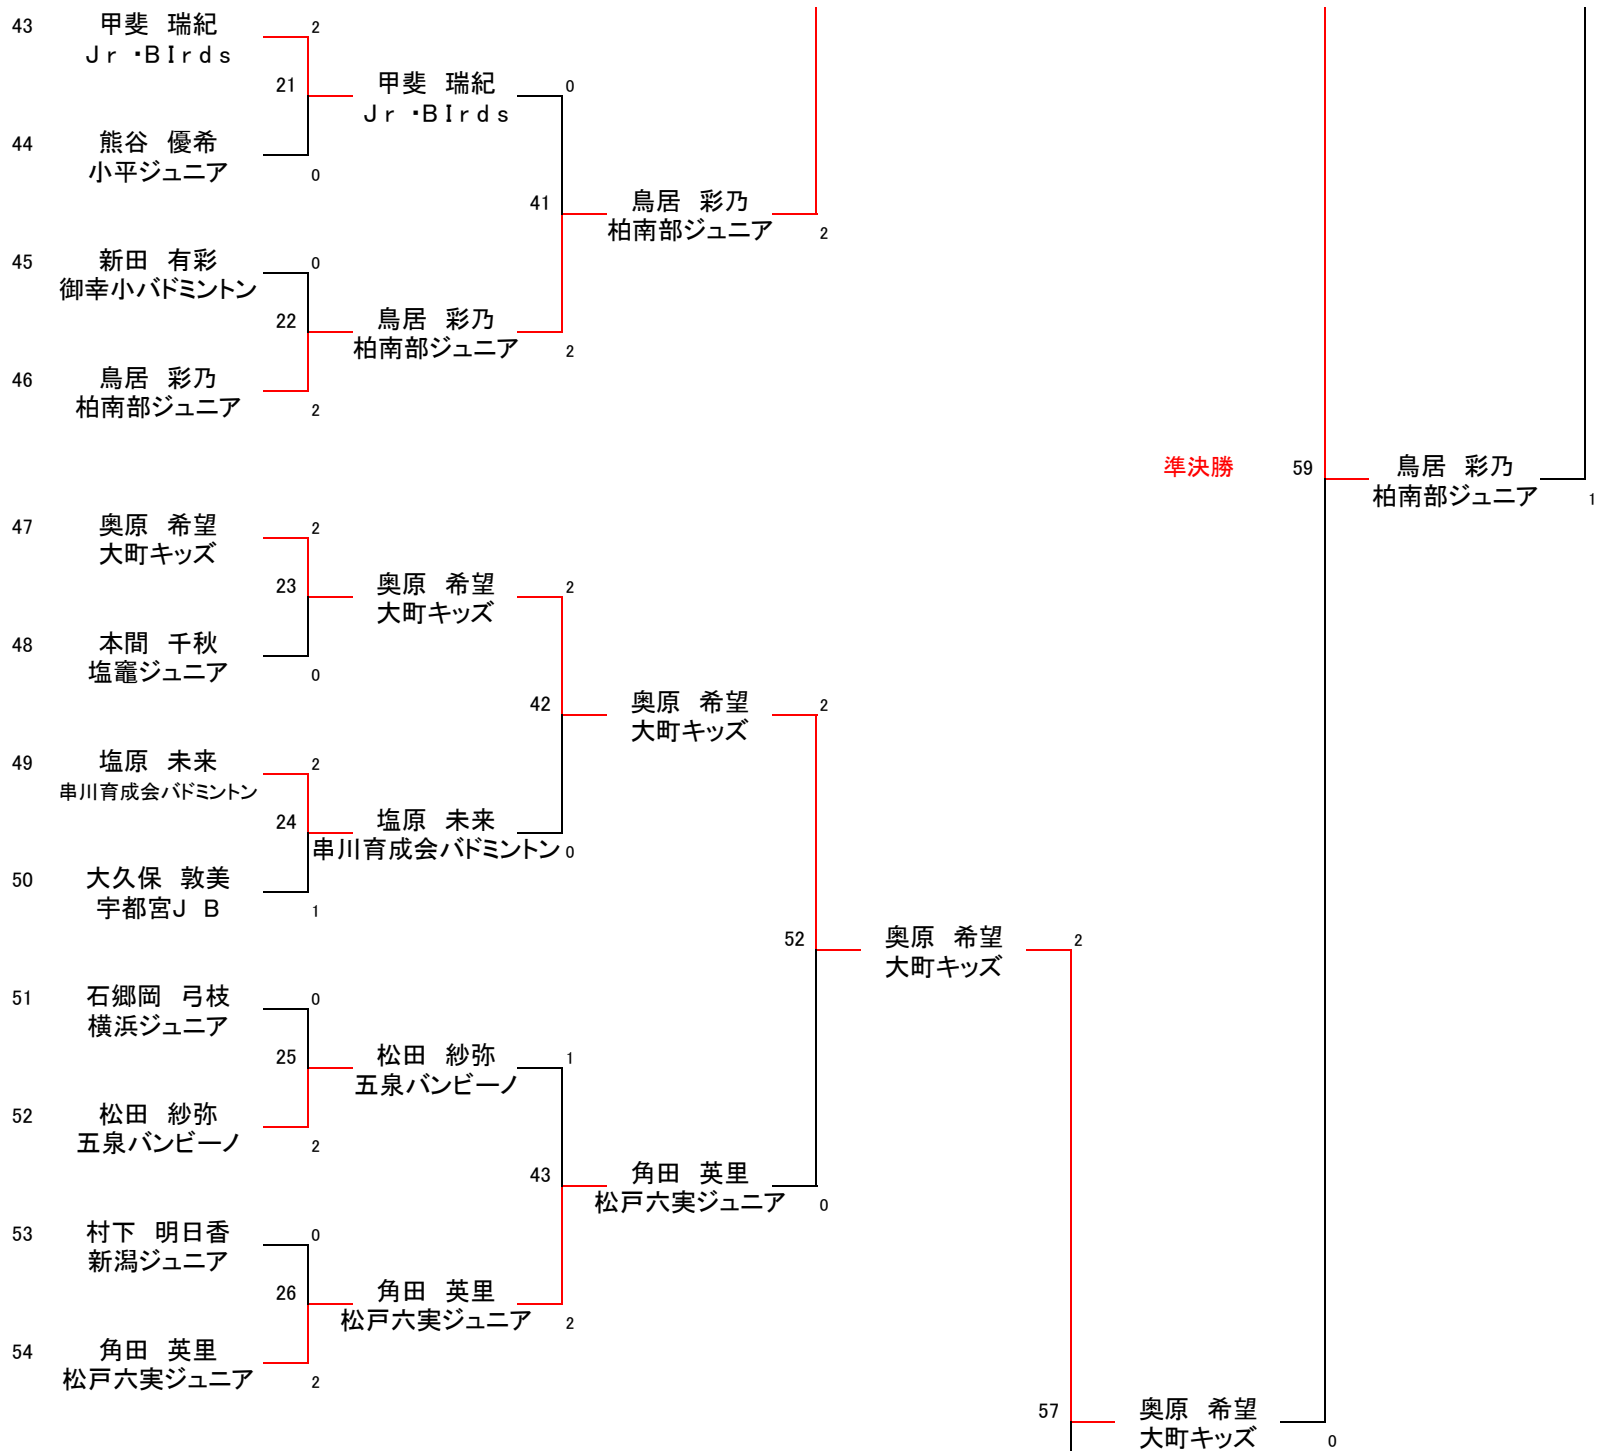 43 甲斐 瑞紀 2
Ｊｒ・ＢＩｒｄｓ
21 甲斐 瑞紀 0
Ｊｒ・ＢＩｒｄｓ
44 熊谷 優希
小平ジュニア 0
41 鳥居 彩乃
柏南部ジュニア 2
45 新田 有彩 0
御幸小バドミントン
22 鳥居 彩乃
柏南部ジュニア 2
46 鳥居 彩乃
柏南部ジュニア 2
準決勝 59 鳥居 彩乃
柏南部ジュニア 1
47 奥原 希望 2
大町キッズ
23 奥原 希望 2
大町キッズ
48 本間 千秋
塩竈ジュニア 0
42 奥原 希望 2
大町キッズ
49 塩原 未来 2
串川育成会バドミントン
24 塩原 未来
串川育成会バドミントン 0
50 大久保 敦美
宇都宮Ｊ Ｂ 1
52 奥原 希望 2
大町キッズ
51 石郷岡 弓枝 0
横浜ジュニア
25 松田 紗弥 1
五泉バンビーノ
52 松田 紗弥
五泉バンビーノ 2
43 角田 英里
松戸六実ジュニア 0
53 村下 明日香 0
新潟ジュニア
26 角田 英里
松戸六実ジュニア 2
54 角田 英里
松戸六実ジュニア 2
57 奥原 希望
大町キッズ 0